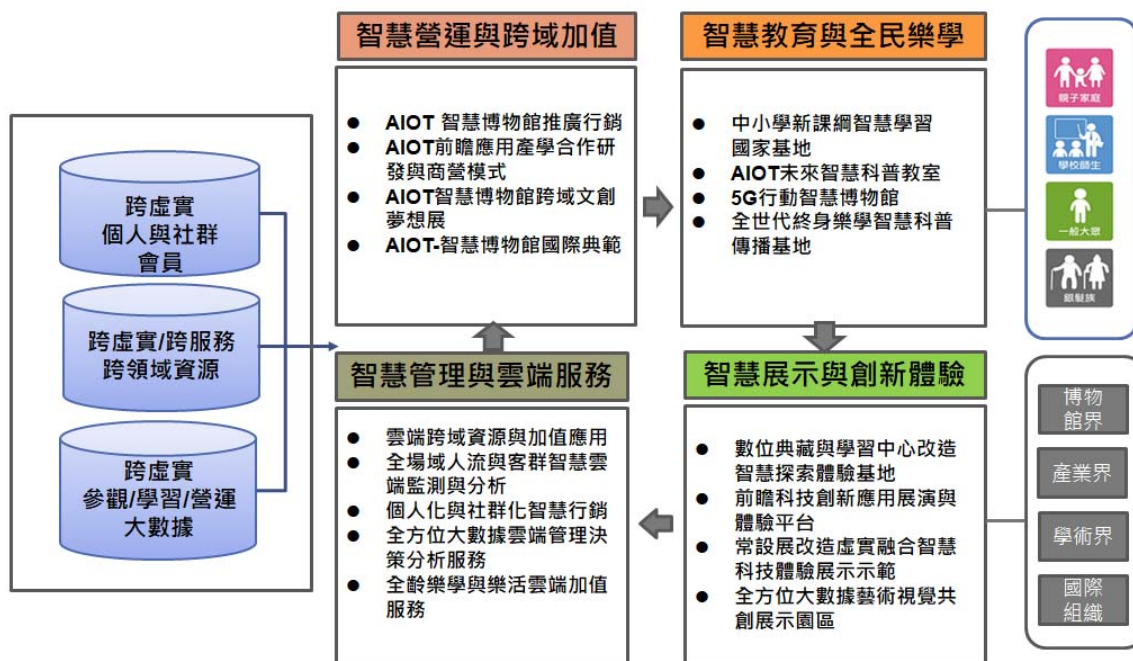 跨虛實
個人與社群
會員
跨虛實/跨服務
跨領域資源
跨虛實
參觀/學習/營運
大數據
智慧營運與跨域加值
● AIOT 智慧博物館推廣行銷
● AIOT前瞻應用產學合作研
發與商營模式
● AIOT智慧博物館跨域文創
夢想展
● AIOT-智慧博物館國際典範
智慧教育與全民樂學
● 中小學新課綱智慧學習
國家基地
● AIOT未來智慧科普教室
● 5G行動智慧博物館
● 全世代終身樂學智慧科普
傳播基地
智慧管理與雲端服務
● 雲端跨域資源與加值應用
● 全場域人流與客群智慧雲
端監測與分析
● 個人化與社群化智慧行銷
● 全方位大數據雲端管理決
策分析服務
● 全齡樂學與樂活雲端加值
服務
智慧展示與創新體驗
● 數位典藏與學習中心改造
智慧探索體驗基地
● 前瞻科技創新應用展演與
體驗平台
● 常設展改造虛實融合智慧
科技體驗展示示範
● 全方位大數據藝術視覺共
創展示園區
親子家庭
學校師生
一般大眾
銀髮族
博物
館界
產業界
學術界
國際
組織